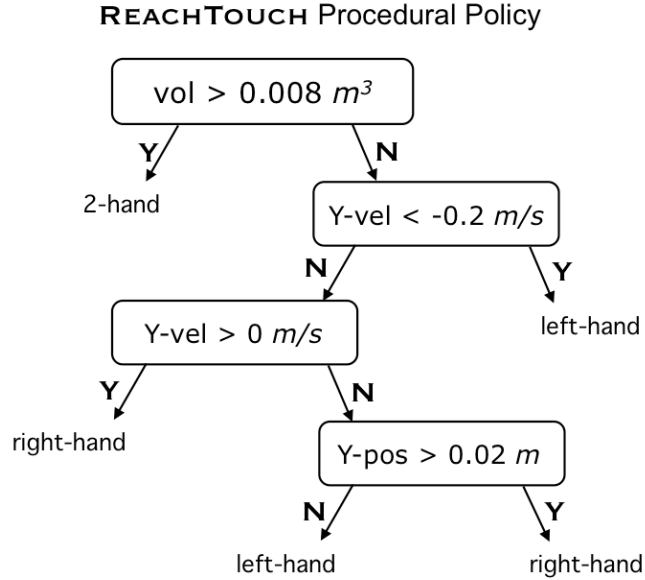 REACHTOUCH Procedural Policy
vol > 0.008 m³
Y
N
2-hand
Y-vel < -0.2 m/s
N
Y
left-hand
Y-vel > 0 m/s
Y
N
right-hand
Y-pos > 0.02 m
N
Y
left-hand
right-hand